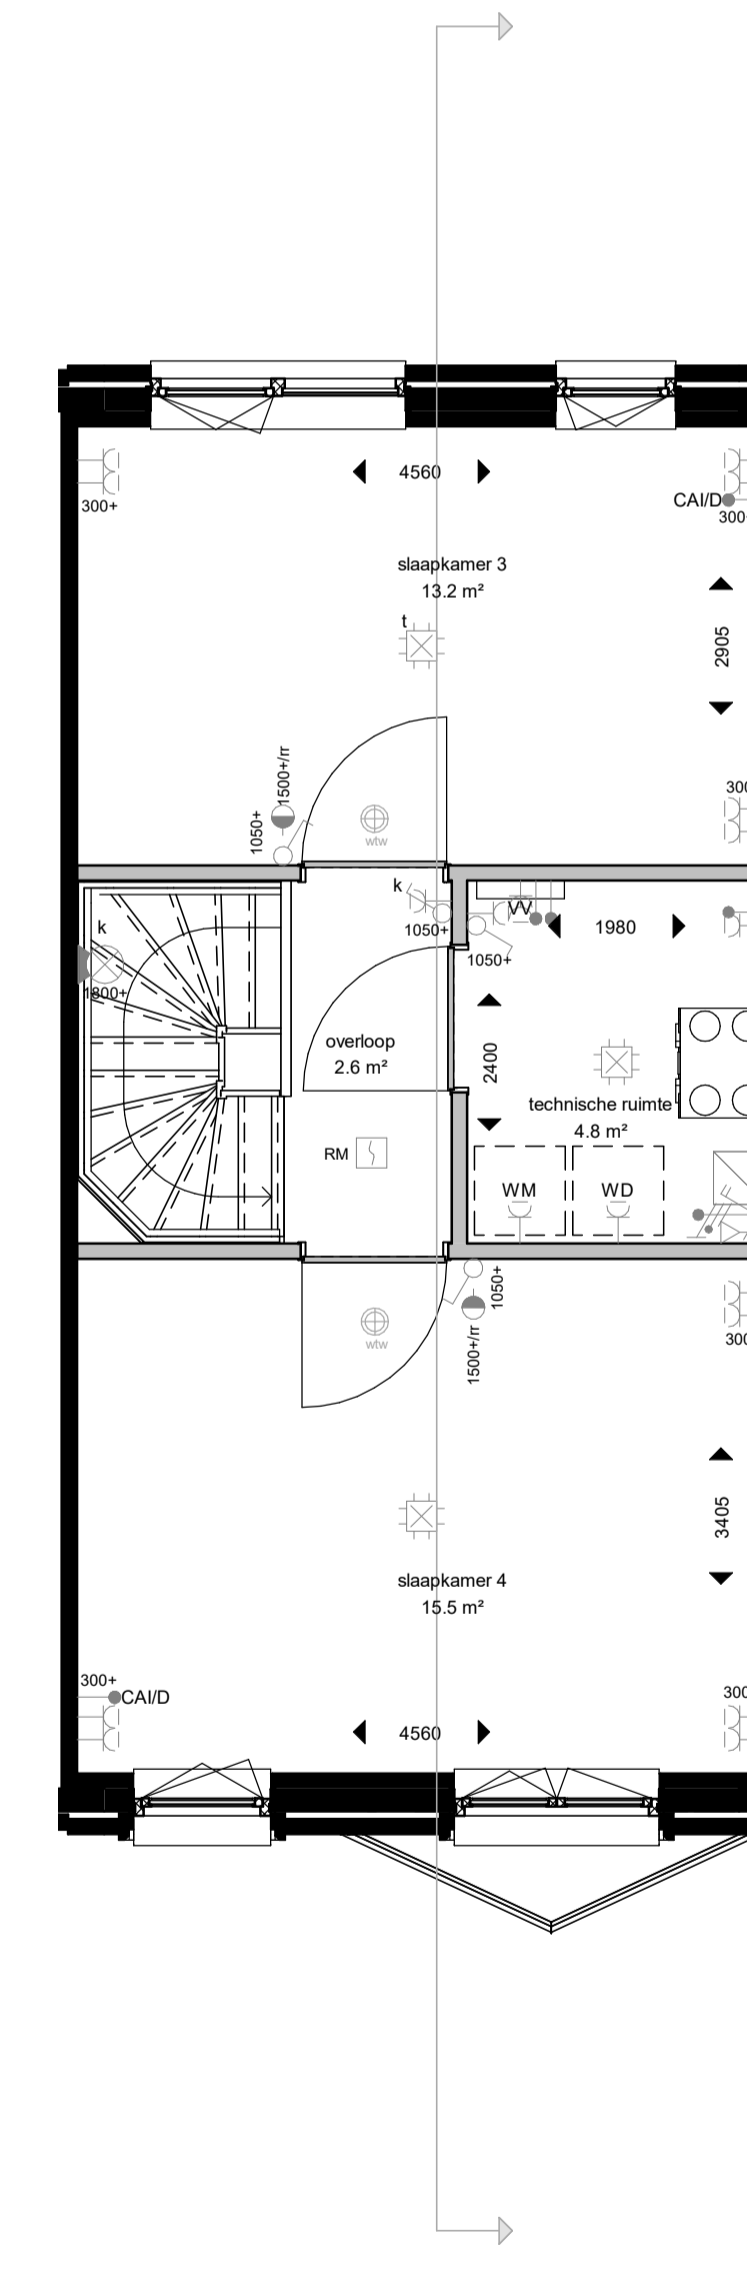 4560
300+
CAI/D
300
slaapkamer 3
13.2 m²
t
2905
1500+/rr
1050+
300
wtw
k
VV
1050+
1050+
1980
k
1800+
overloop
2.6 m²
2400
technische ruimte
4.8 m²
RM
WM
WD
1050+
1500+/rr
300
wtw
3405
slaapkamer 4
15.5 m²
300+
CAI/D
300
4560